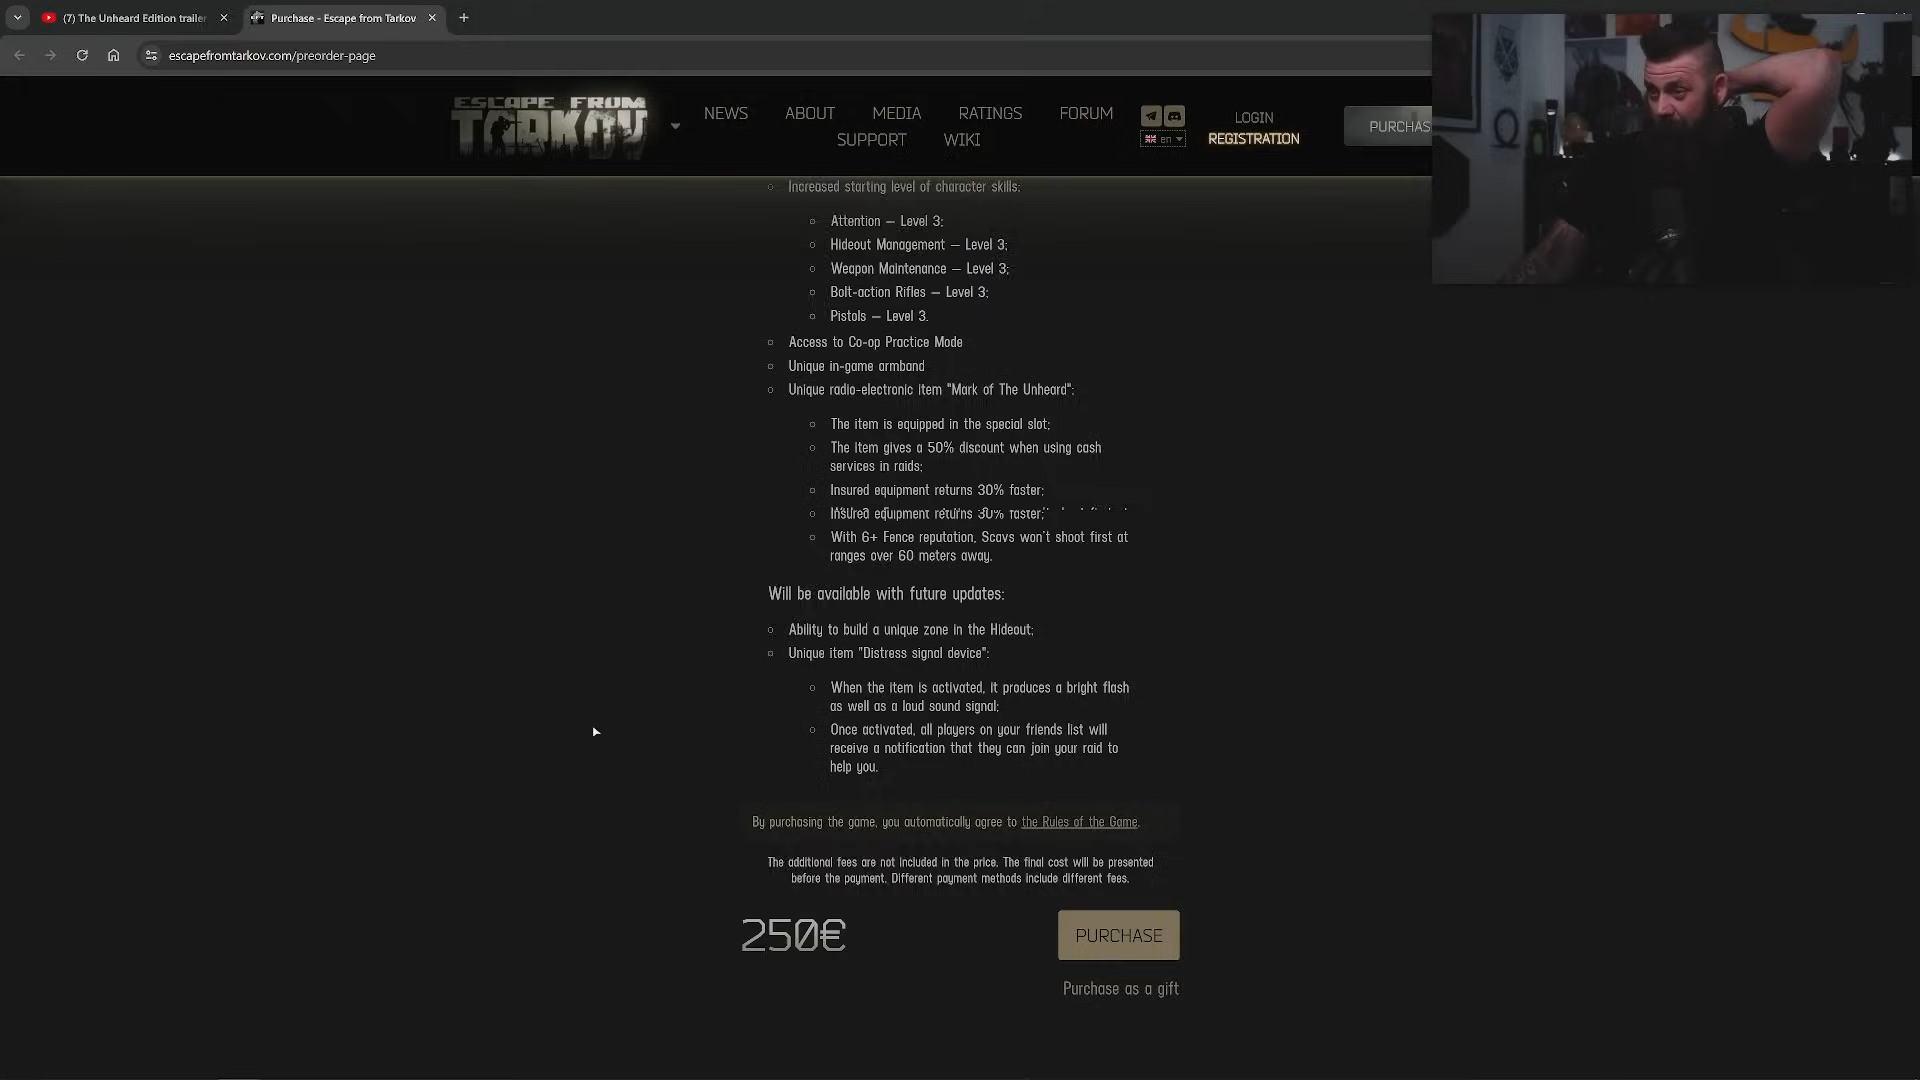 (7) The Unheard Edition trailer
Purchase - Escape from Tarkov
escapefromtarkov.com/preorder-page
ESCAPE FROM
TARKOV
NEWS ABOUT MEDIA RATINGS FORUM
SUPPORT WIKI
en
LOGIN
REGISTRATION
PURCHAS
Increased starting level of character skills:
Attention – Level 3;
Hideout Management – Level 3;
Weapon Maintenance – Level 3;
Bolt-action Rifles – Level 3;
Pistols – Level 3.
Access to Co-op Practice Mode
Unique in-game armband
Unique radio-electronic item "Mark of The Unheard":
The item is equipped in the special slot;
The item gives a 50% discount when using cash
services in raids;
Insured equipment returns 30% faster;
Insured equipment returns 30% faster;
With 6+ Fence reputation, Scavs won't shoot first at
ranges over 60 meters away.
Will be available with future updates:
Ability to build a unique zone in the Hideout;
Unique item "Distress signal device":
When the item is activated, it produces a bright flash
as well as a loud sound signal;
Once activated, all players on your friends list will
receive a notification that they can join your raid to
help you.
By purchasing the game, you automatically agree to the Rules of the Game.
The additional fees are not included in the price. The final cost will be presented
before the payment. Different payment methods include different fees.
250€
PURCHASE
Purchase as a gift